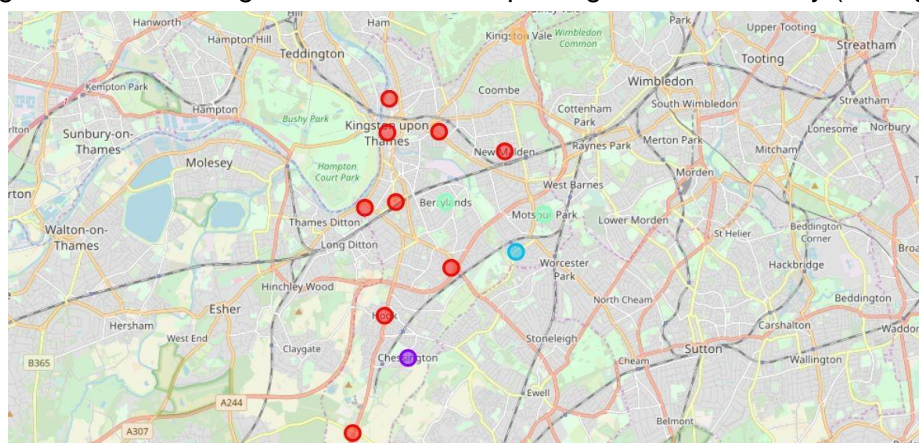 Hanworth
Ham
Hampton Hill
Teddington
Kingston Vale
Wimbledon
Common
Park
Upper Tooting
Streatham
Tooting
Kempton Park
Hampton
Bushy Park
Coombe
Wimbledon
Cottenham
Park
South Wimbledon
Streatham
Sunbury-on-
Thames
Kingston upon
Thames
New Malden
Raynes Park
Merton Park
Lonesome
Norbury
Mitcham
Molesey
Hampton
Court Park
Morden
West Barnes
Berrylands
Motspur Park
Lower Morden
Thames Ditton
Walton-on-
Thames
Long Ditton
St Helier
Beddington
Corner
Worcester
Park
Hackbridge
Hinchley Wood
Esher
North Cheam
Beddington
Hersham
West End
Hook
Carshalton
Claygate
Stoneleigh
Sutton
Chessington
Cheam
Wallington
B365
Ewell
A244
A307
Belmont